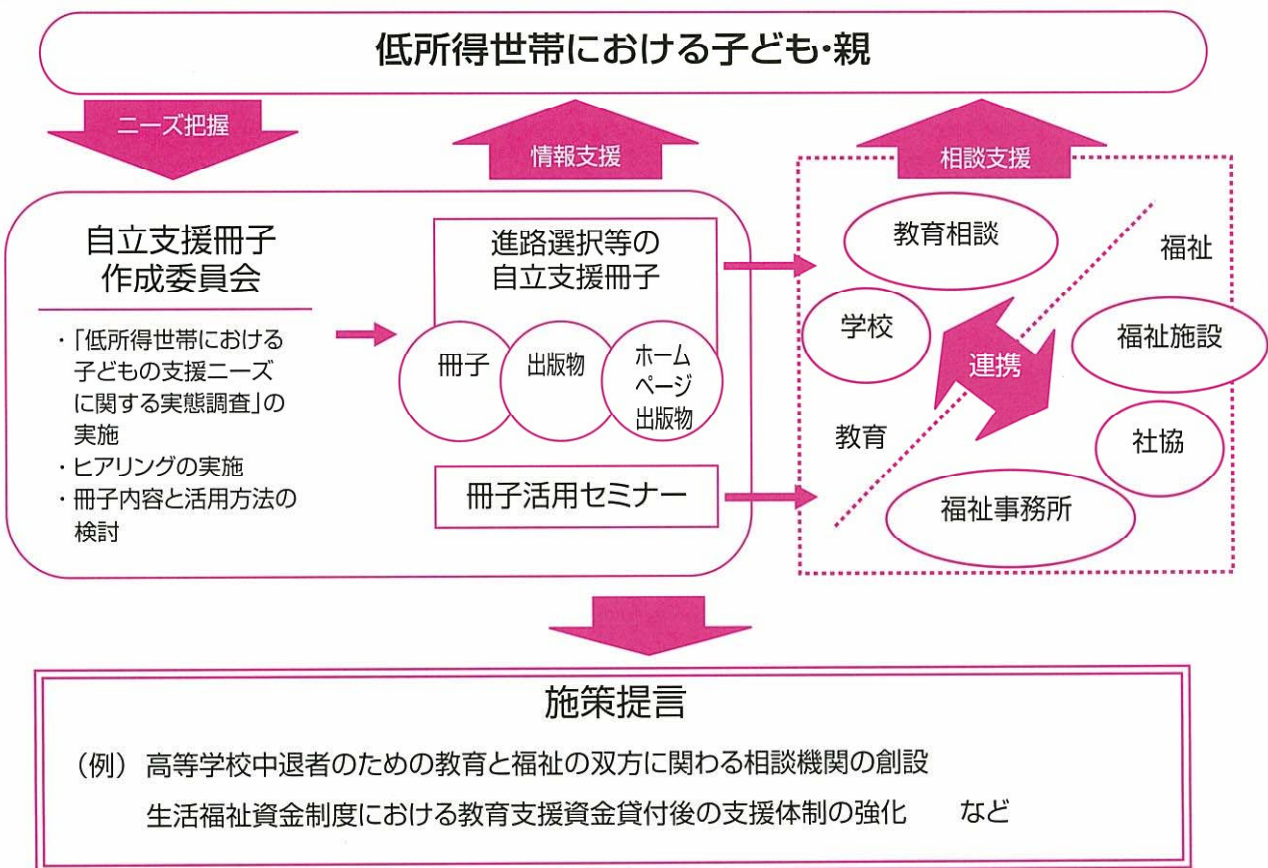 低所得世帯における子ども・親
ニーズ把握
情報支援
相談支援
自立支援冊子
作成委員会
・「低所得世帯における
子どもの支援ニーズ
に関する実態調査」の
実施
・ヒアリングの実施
・冊子内容と活用方法の
検討
進路選択等の
自立支援冊子
冊子
出版物
ホーム
ページ
出版物
冊子活用セミナー
教育相談
福祉
学校
福祉施設
連携
教育
社協
福祉事務所
施策提言
（例） 高等学校中退者のための教育と福祉の双方に関わる相談機関の創設
生活福祉資金制度における教育支援資金貸付後の支援体制の強化　など